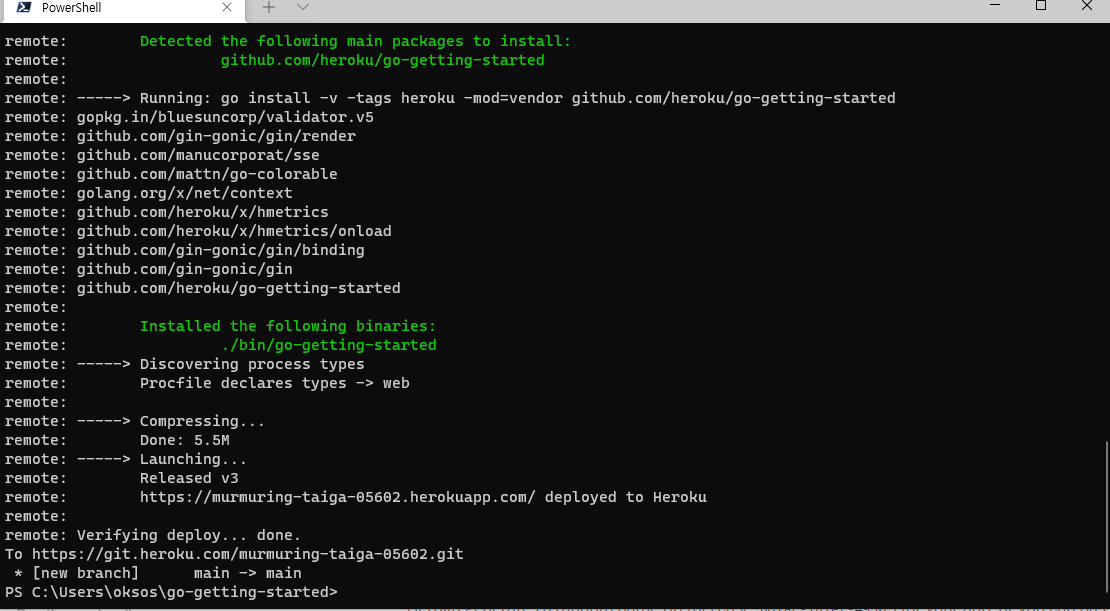 PowerShell
remote:        Detected the following main packages to install:
remote:                 github.com/heroku/go-getting-started
remote:
remote: -----> Running: go install -v -tags heroku -mod=vendor github.com/heroku/go-getting-started
remote: gopkg.in/bluesuncorp/validator.v5
remote: github.com/gin-gonic/gin/render
remote: github.com/manucorporat/sse
remote: github.com/mattn/go-colorable
remote: golang.org/x/net/context
remote: github.com/heroku/x/hmetrics
remote: github.com/heroku/x/hmetrics/onload
remote: github.com/gin-gonic/gin/binding
remote: github.com/gin-gonic/gin
remote: github.com/heroku/go-getting-started
remote:
remote:        Installed the following binaries:
remote:                 ./bin/go-getting-started
remote: -----> Discovering process types
remote:        Procfile declares types -> web
remote:
remote: -----> Compressing...
remote:        Done: 5.5M
remote: -----> Launching...
remote:        Released v3
remote:        https://murmuring-taiga-05602.herokuapp.com/ deployed to Heroku
remote:
remote: Verifying deploy... done.
To https://git.heroku.com/murmuring-taiga-05602.git
 * [new branch]      main -> main
PS C:\Users\oksos\go-getting-started>